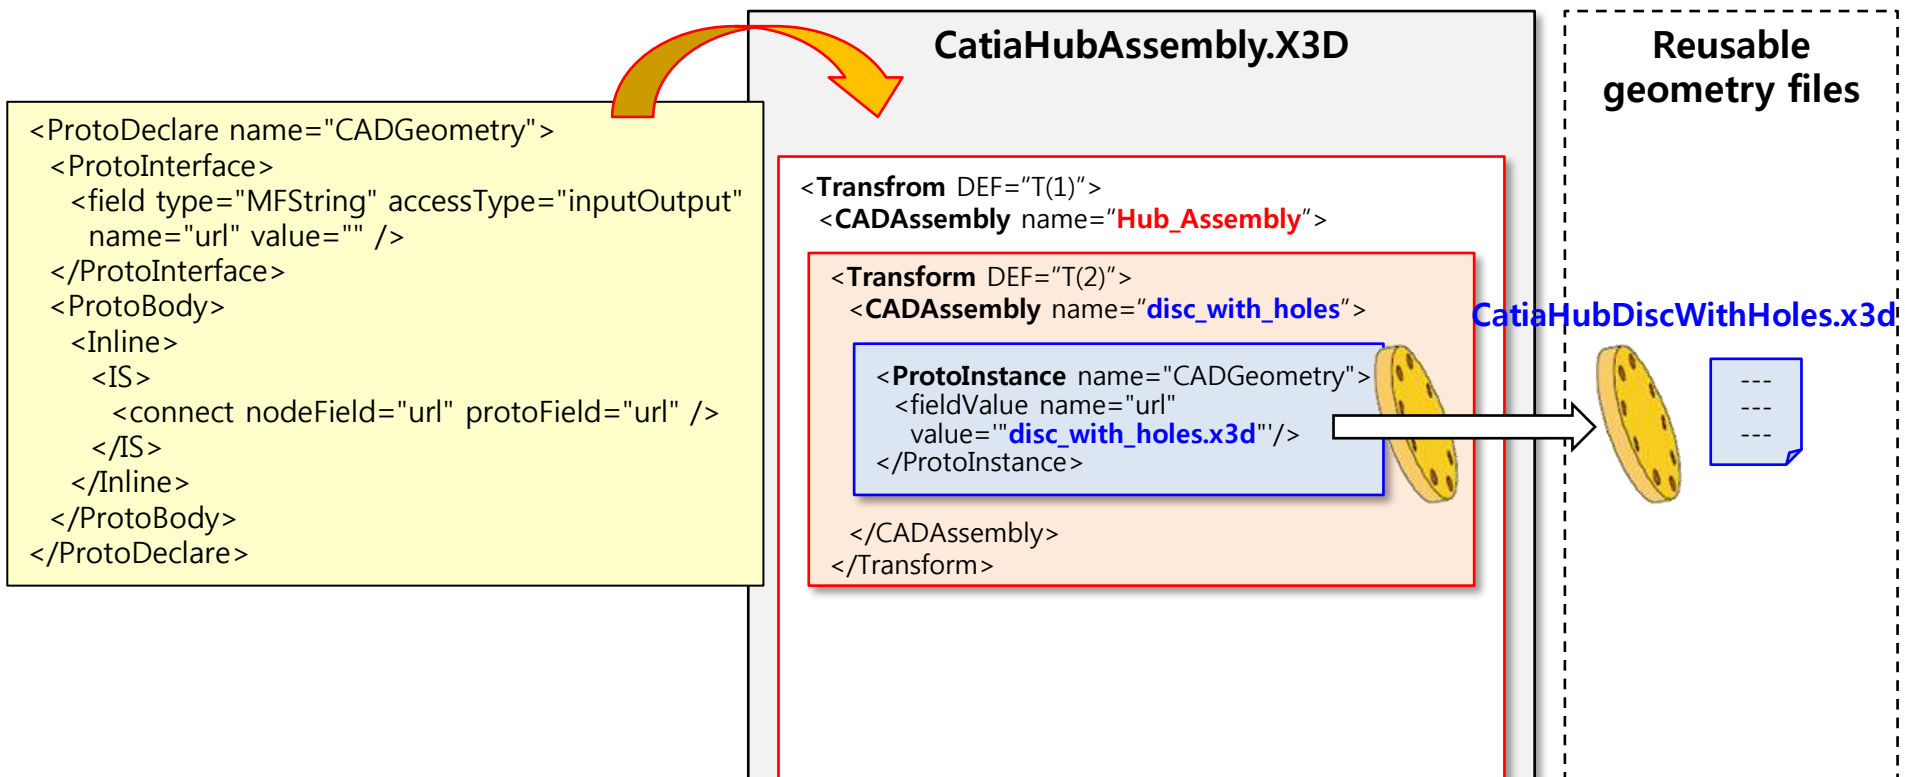 <ProtoDeclare name="CADGeometry">
<ProtoInterface>
<field type="MFString" accessType="inputOutput"
name="url" value="" />
</ProtoInterface>
<ProtoBody>
<Inline>
<IS>
<connect nodeField="url" protoField="url" />
</IS>
</Inline>
</ProtoBody>
</ProtoDeclare>
CatiaHubAssembly.X3D
<Transfrom DEF=“T(1)”>
<CADAssembly name=“Hub_Assembly”>
<Transform DEF=“T(2)”>
<CADAssembly name=“disc_with_holes”>
<ProtoInstance name="CADGeometry">
<fieldValue name="url"
value='"disc_with_holes.x3d"'/>
</ProtoInstance>
</CADAssembly>
</Transform>
Reusable
geometry files
CatiaHubDiscWithHoles.x3d
---
---
---